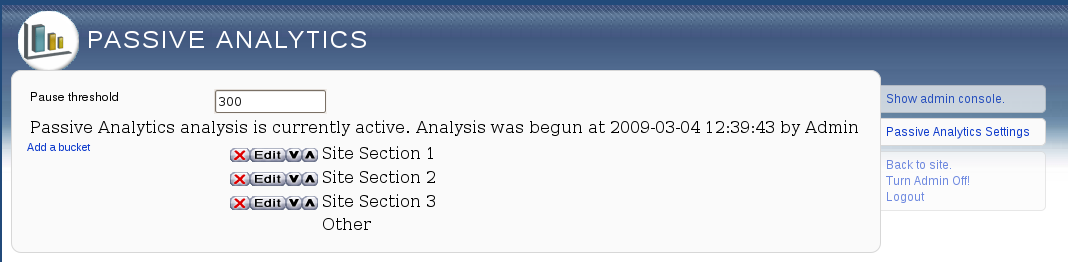 PASSIVE ANALYTICS
Pause threshold 300
Passive Analytics analysis is currently active. Analysis was begun at 2009-03-04 12:39:43 by Admin
Add a bucket
Edit Site Section 1
Edit Site Section 2
Edit Site Section 3
Other
Show admin console.
Passive Analytics Settings
Back to site.
Turn Admin Off!
Logout